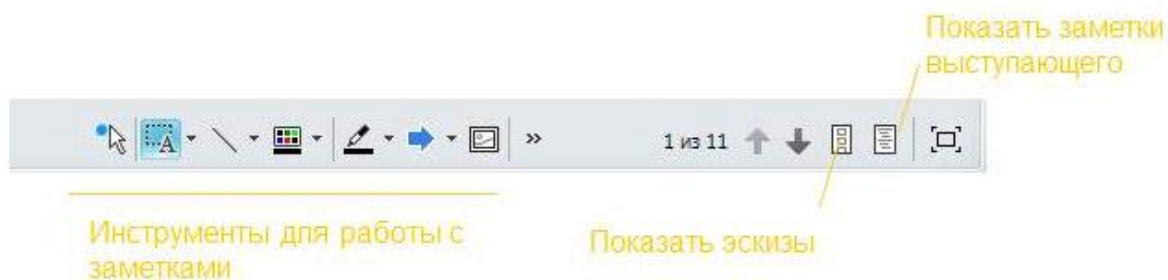 Показать заметки
выступающего
A
»
1 из 11
Инструменты для работы с
заметками
Показать эскизы